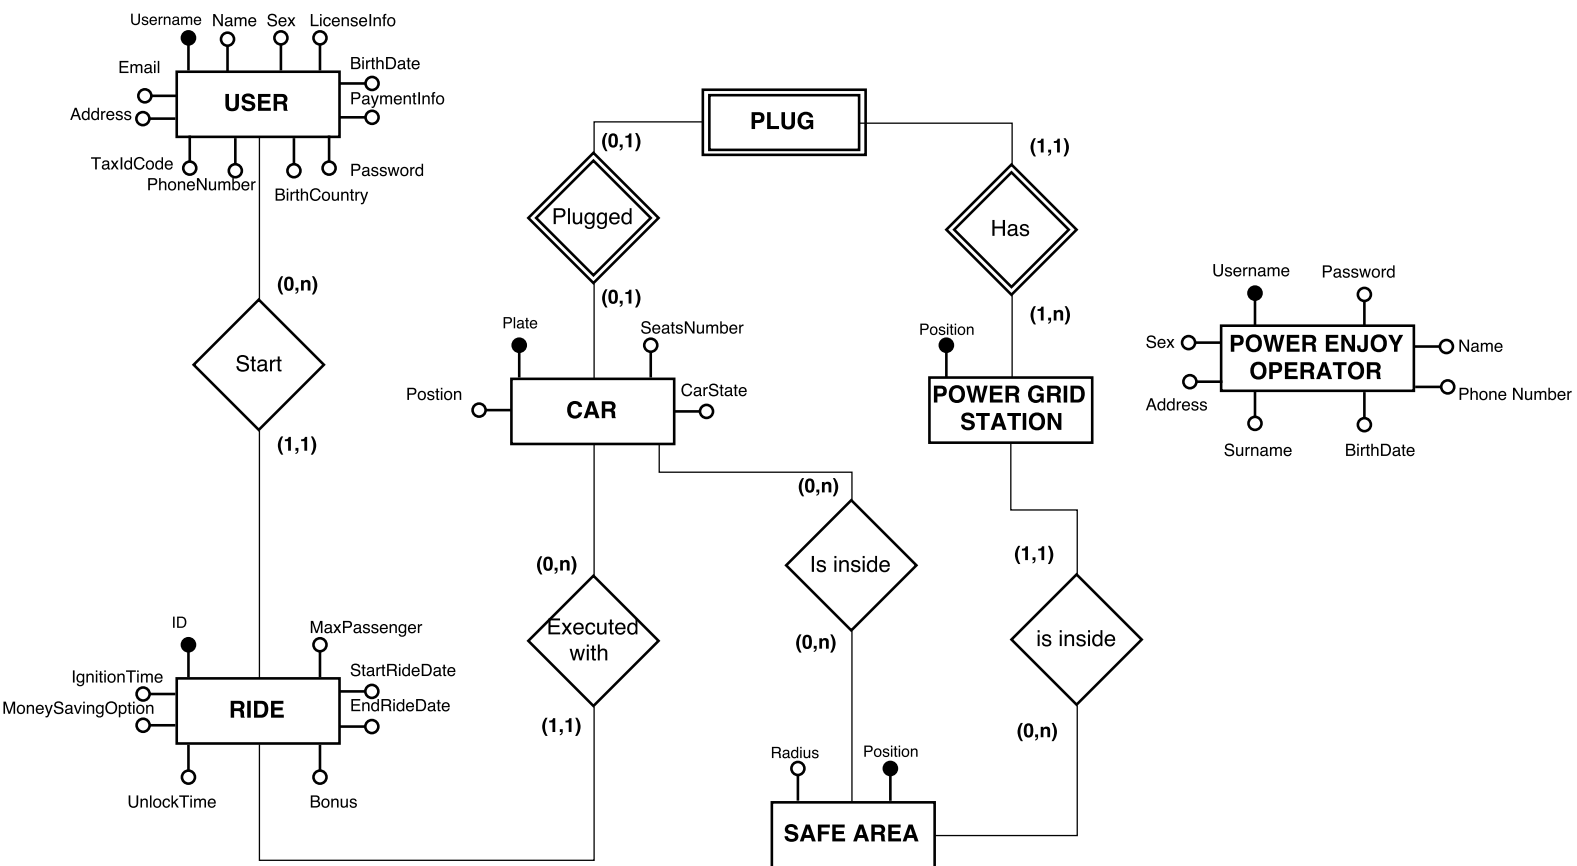 Username
Name
Sex
LicenseInfo
Email
BirthDate
Address
USER
PaymentInfo
TaxIdCode
PhoneNumber
BirthCountry
Password
(0,n)
Start
(1,1)
ID
MaxPassenger
IgnitionTime
StartRideDate
MoneySavingOption
RIDE
EndRideDate
UnlockTime
Bonus
PLUG
(0,1)
Plugged
(0,1)
Plate
SeatsNumber
Postion
CAR
CarState
(0,n)
Executed
with
(1,1)
(0,n)
Is inside
(0,n)
Radius
Position
SAFE AREA
(1,1)
Has
(1,n)
Position
POWER GRID
STATION
(1,1)
is inside
(0,n)
Username
Password
Sex
POWER ENJOY
OPERATOR
Name
Address
Phone Number
Surname
BirthDate